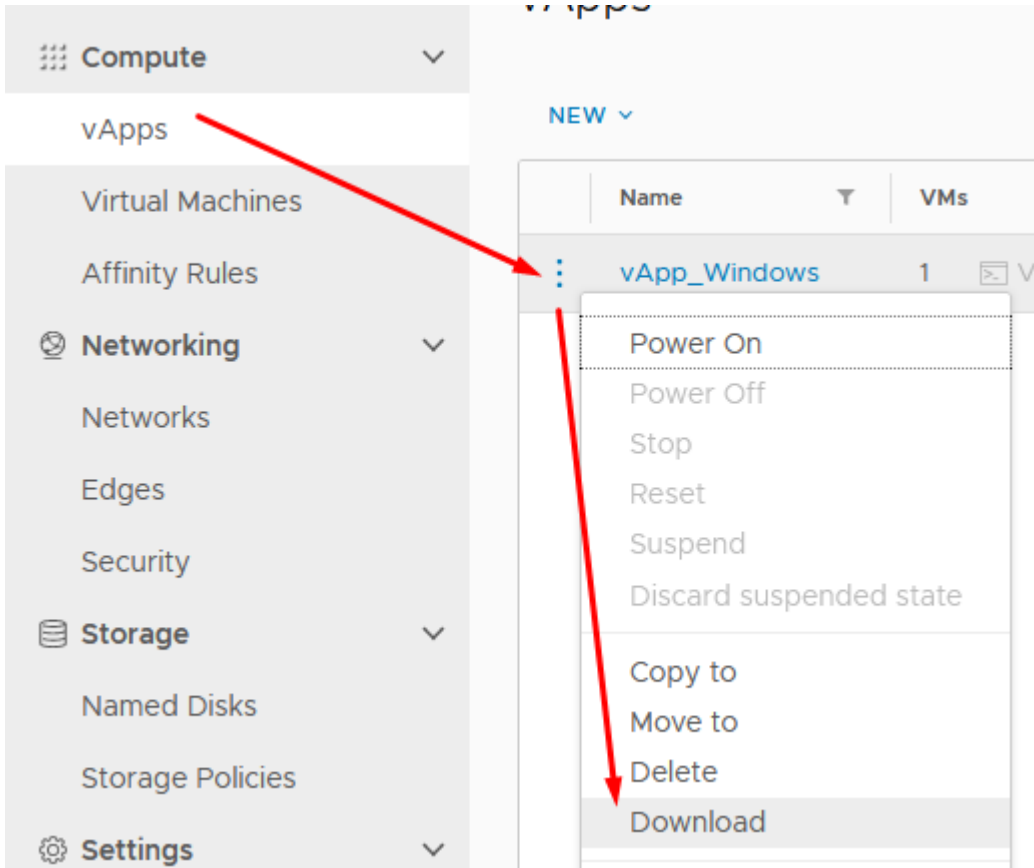 vApps
Compute
vApps
Virtual Machines
Affinity Rules
Networking
Networks
Edges
Security
Storage
Named Disks
Storage Policies
Settings
NEW
Name VMs
vApp_Windows 1 V
Power On
Power Off
Stop
Reset
Suspend
Discard suspended state
Copy to
Move to
Delete
Download